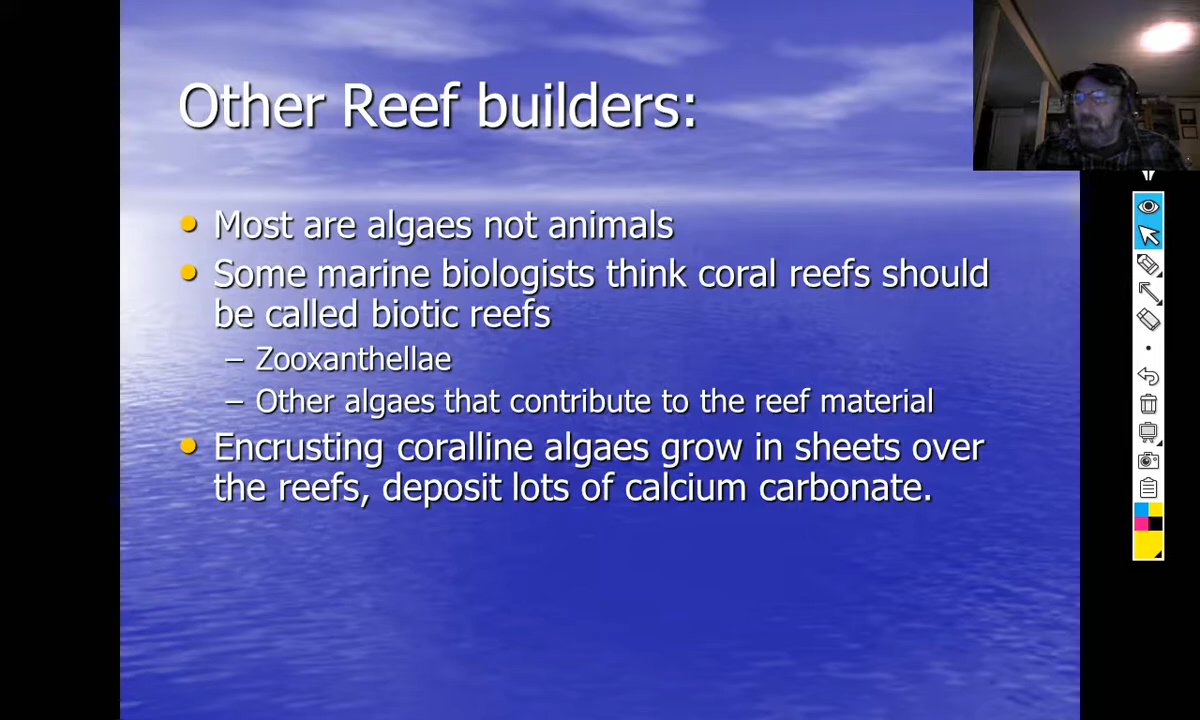 Other Reef builders:
• Most are algaes not animals
• Some marine biologists think coral reefs should
be called biotic reefs
– Zooxanthellae
– Other algaes that contribute to the reef material
• Encrusting coralline algaes grow in sheets over
the reefs, deposit lots of calcium carbonate.